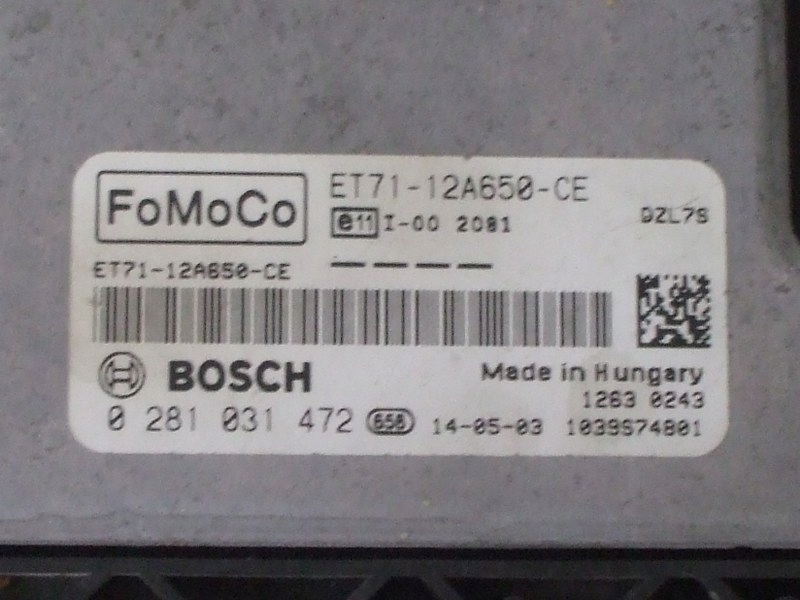 FoMoCo
ET71-12A650-CE
e11 I-00 2081
DZL7S
ET71-12A650-CE
BOSCH
Made in Hungary
1263 0243
0 281 031 472 656 14-05-03 1039S74801